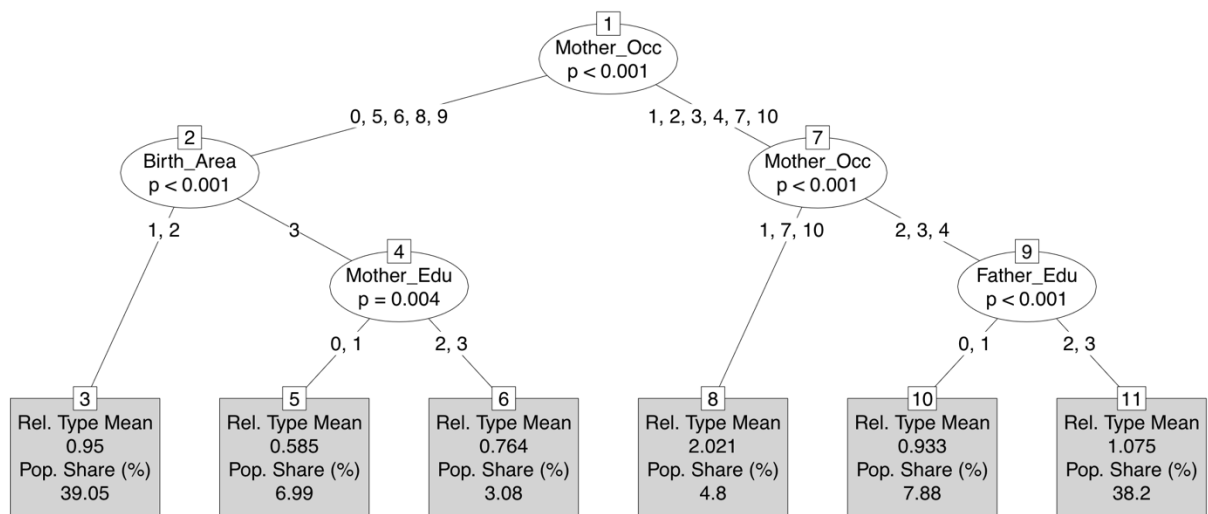 1
Mother_Occ
p < 0.001
0, 5, 6, 8, 9
1, 2, 3, 4, 7, 10
2
Birth_Area
p < 0.001
7
Mother_Occ
p < 0.001
1, 2
3
1, 7, 10
2, 3, 4
4
Mother_Edu
p = 0.004
9
Father_Edu
p < 0.001
0, 1
2, 3
0, 1
2, 3
3
Rel. Type Mean
0.95
Pop. Share (%)
39.05
5
Rel. Type Mean
0.585
Pop. Share (%)
6.99
6
Rel. Type Mean
0.764
Pop. Share (%)
3.08
8
Rel. Type Mean
2.021
Pop. Share (%)
4.8
10
Rel. Type Mean
0.933
Pop. Share (%)
7.88
11
Rel. Type Mean
1.075
Pop. Share (%)
38.2